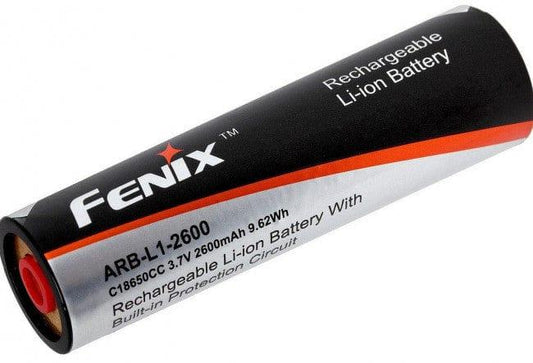 Rechargeable
Li-ion Battery
FENIX™
ARB-L1-2600
C18650CC 3.7V 2600mAh 9.62Wh
Rechargeable Li-ion Battery With
Built-in Protection Circuit